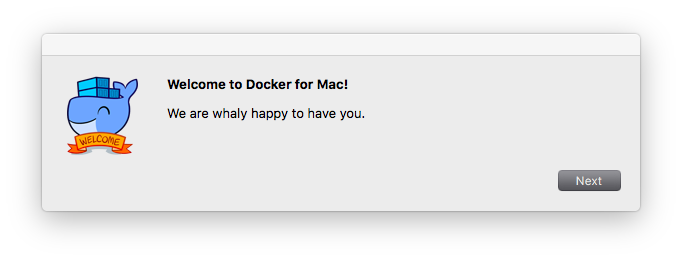 Welcome to Docker for Mac!
We are whaly happy to have you.
WELCOME
Next